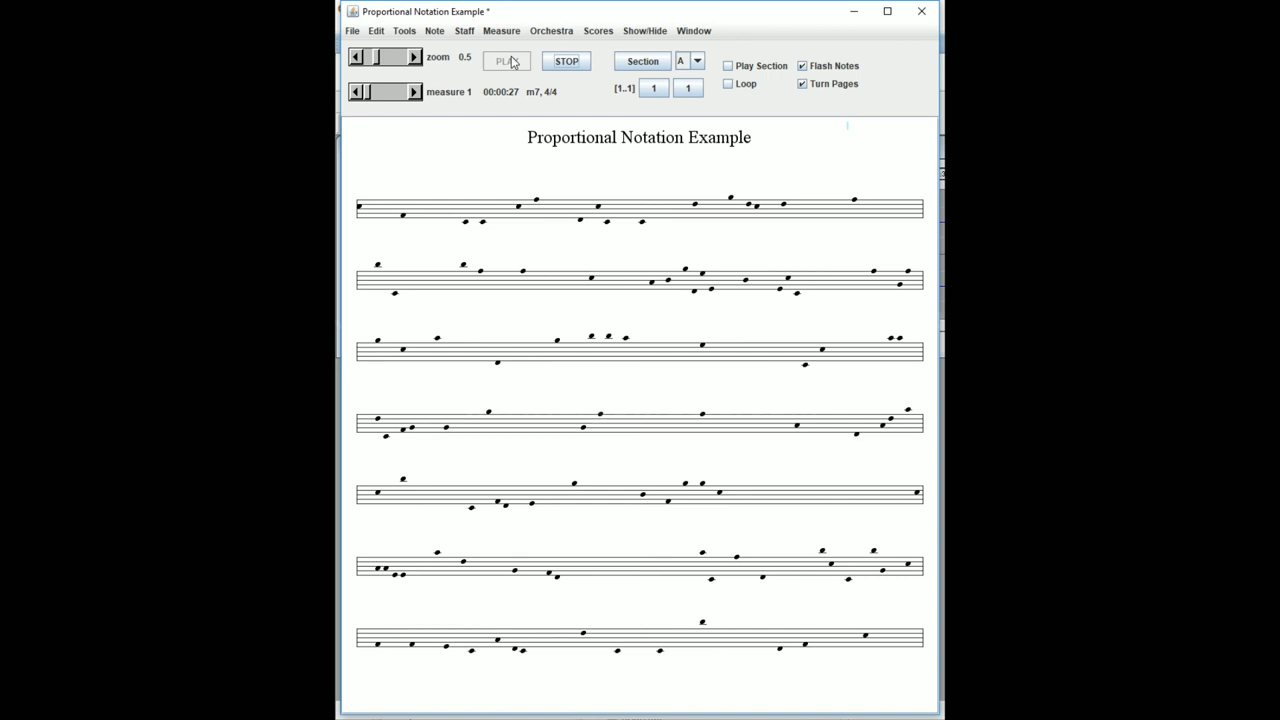 Proportional Notation Example *
File Edit Tools Note Staff Measure Orchestra Scores Show/Hide Window
zoom 0.5 PLAY STOP Section A Play Section Flash Notes
measure 1 00:00:27 m7, 4/4 [1..1] 1 1 Loop Turn Pages
Proportional Notation Example